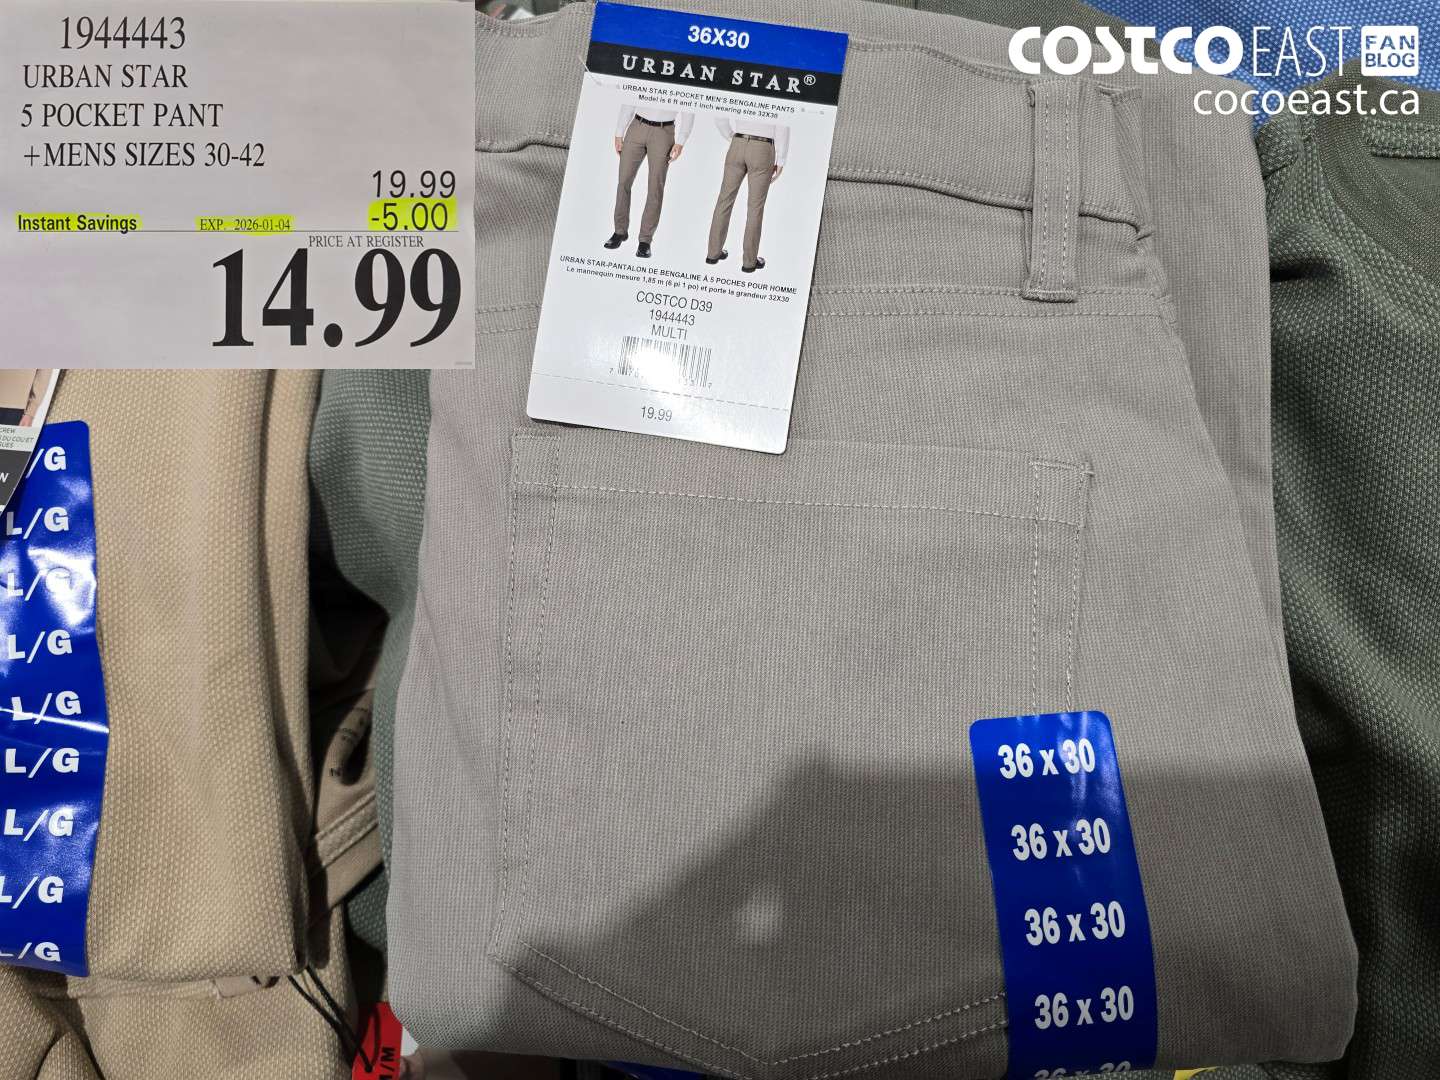 1944443
URBAN STAR
5 POCKET PANT
+MENS SIZES 30-42
19.99
Instant Savings EXP. 2026-01-04 -5.00
PRICE AT REGISTER
14.99
36X30
URBAN STAR®
URBAN STAR 5-POCKET MEN'S BENGALINE PANTS
Model is 6 ft and 1 inch wearing size 32X30
URBAN STAR-PANTALON DE BENGALINE À 5 POCHES POUR HOMME
Le mannequin mesure 1,85 m (6 pi 1 po) et porte la grandeur 32X30
COSTCO D39
1944443
MULTI
19.99
COSTCO EAST FAN BLOG
cocoeast.ca
/G
L/G
L/G
L/G
L/G
L/G
L/G
L/G
L/G
36 x 30
36 x 30
36 x 30
36 x 30
36 x 30
/M